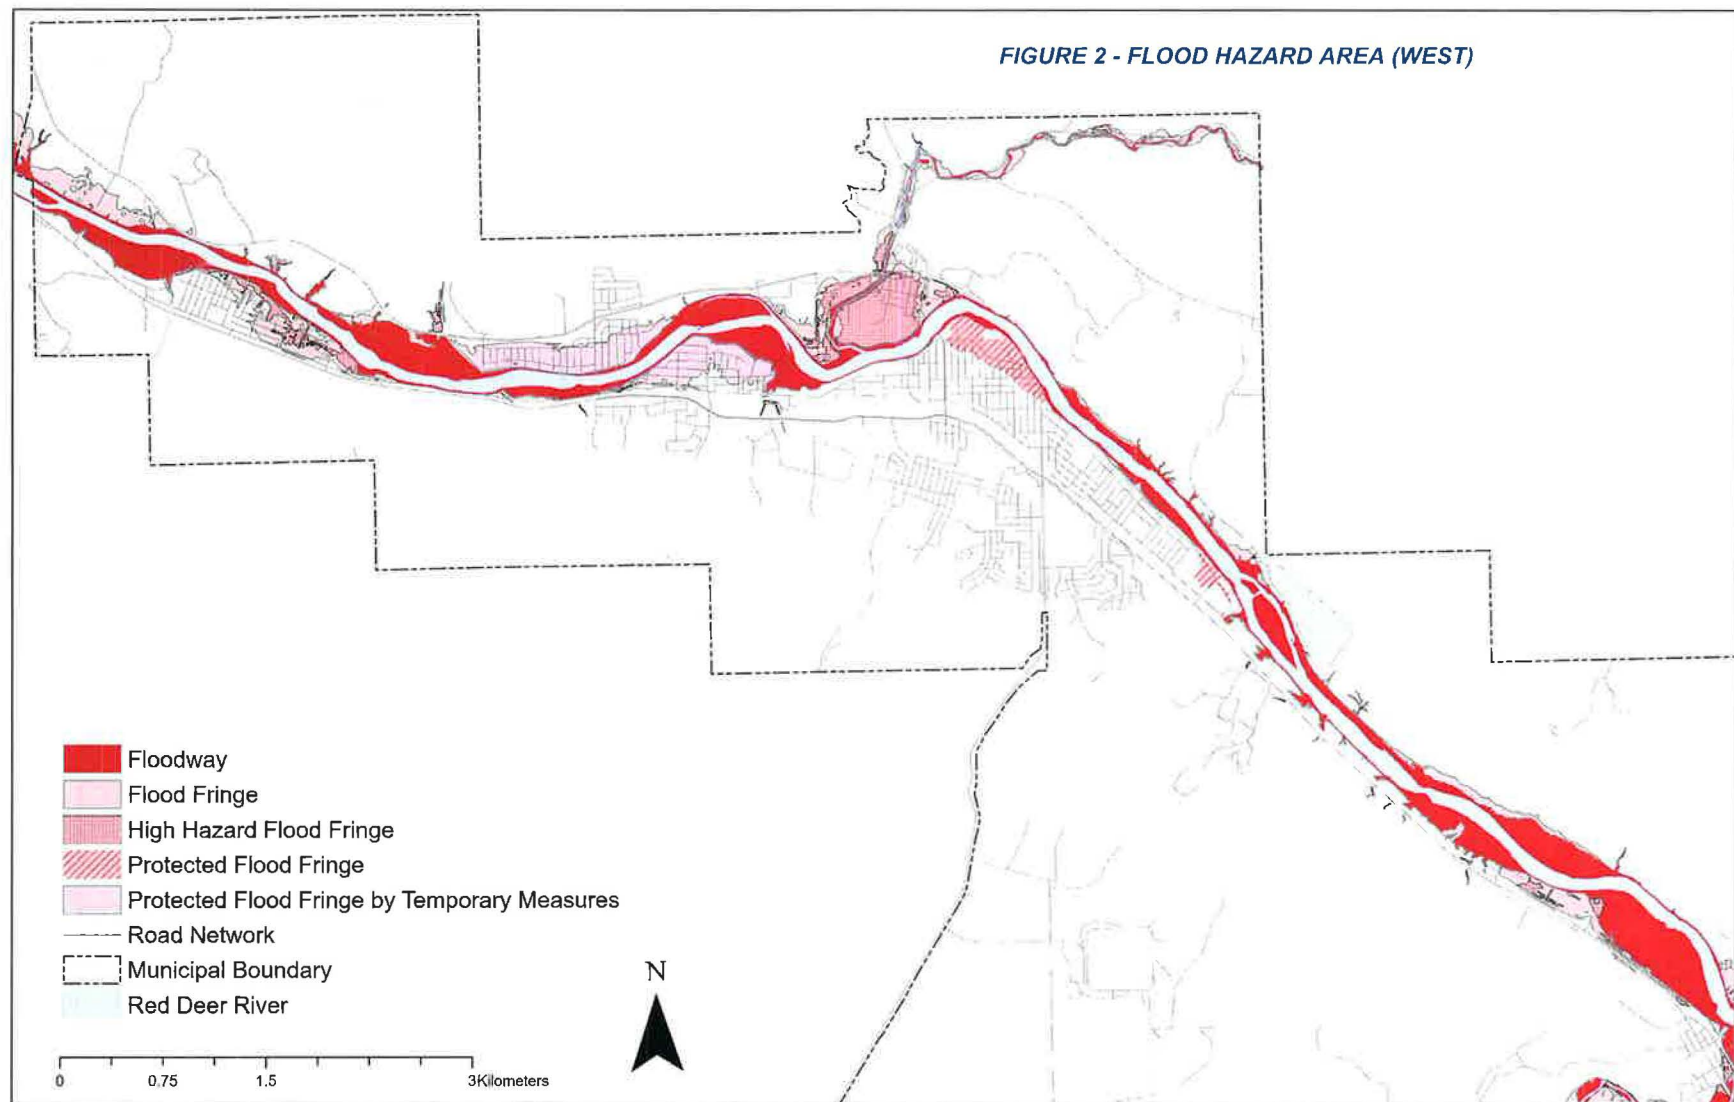 FIGURE 2 - FLOOD HAZARD AREA (WEST)
Floodway
Flood Fringe
High Hazard Flood Fringe
Protected Flood Fringe
Protected Flood Fringe by Temporary Measures
Road Network
Municipal Boundary
Red Deer River
N
0 0.75 1.5 3Kilometers